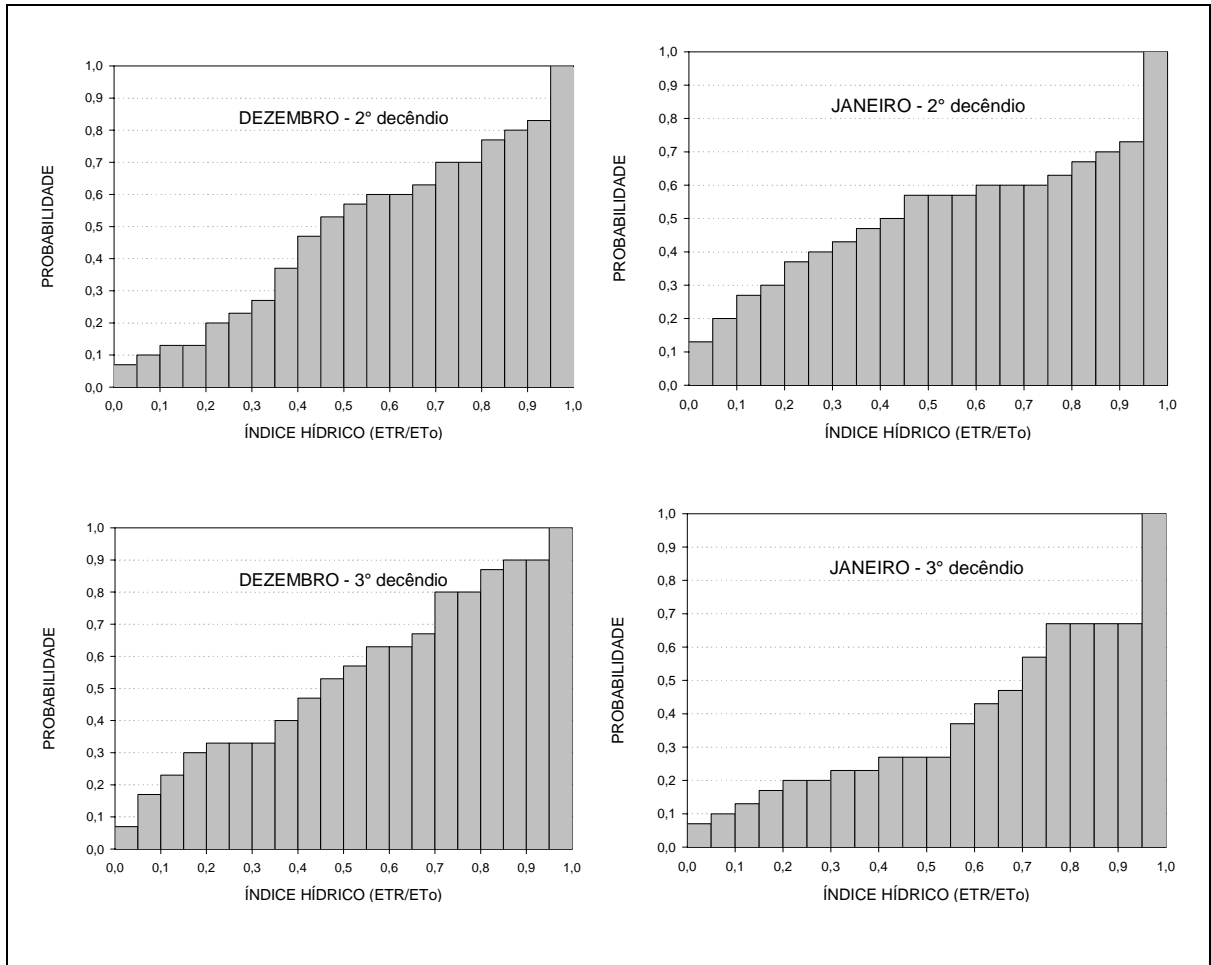 DEZEMBRO - 2° decêndio
PROBABILIDADE
1,0
0,9
0,8
0,7
0,6
0,5
0,4
0,3
0,2
0,1
0,0
0,0 0,1 0,2 0,3 0,4 0,5 0,6 0,7 0,8 0,9 1,0
ÍNDICE HÍDRICO (ETR/ETo)
JANEIRO - 2° decêndio
PROBABILIDADE
1,0
0,9
0,8
0,7
0,6
0,5
0,4
0,3
0,2
0,1
0,0
0,0 0,1 0,2 0,3 0,4 0,5 0,6 0,7 0,8 0,9 1,0
ÍNDICE HÍDRICO (ETR/ETo)
DEZEMBRO - 3° decêndio
PROBABILIDADE
1,0
0,9
0,8
0,7
0,6
0,5
0,4
0,3
0,2
0,1
0,0
0,0 0,1 0,2 0,3 0,4 0,5 0,6 0,7 0,8 0,9 1,0
ÍNDICE HÍDRICO (ETR/ETo)
JANEIRO - 3° decêndio
PROBABILIDADE
1,0
0,9
0,8
0,7
0,6
0,5
0,4
0,3
0,2
0,1
0,0
0,0 0,1 0,2 0,3 0,4 0,5 0,6 0,7 0,8 0,9 1,0
ÍNDICE HÍDRICO (ETR/ETo)